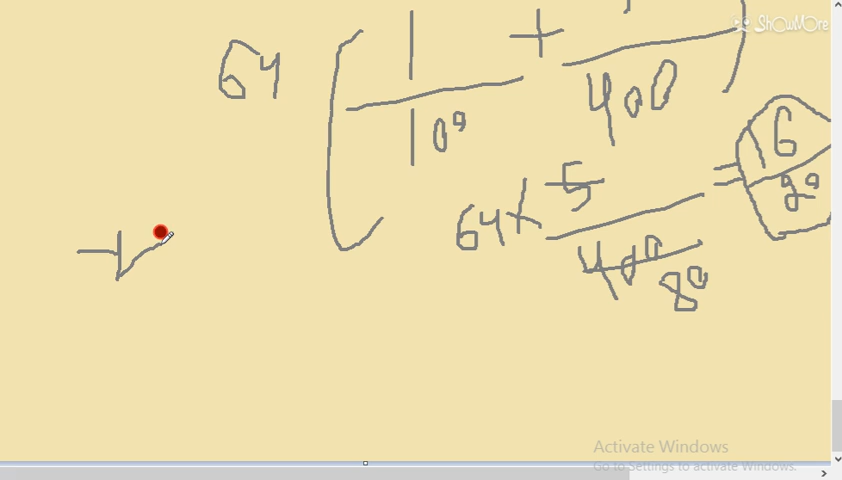 ShowMore
64 ( 1/100 + /400 )
64 × 5/400 80 = 16/20
Activate Windows
Go to Settings to activate Windows.